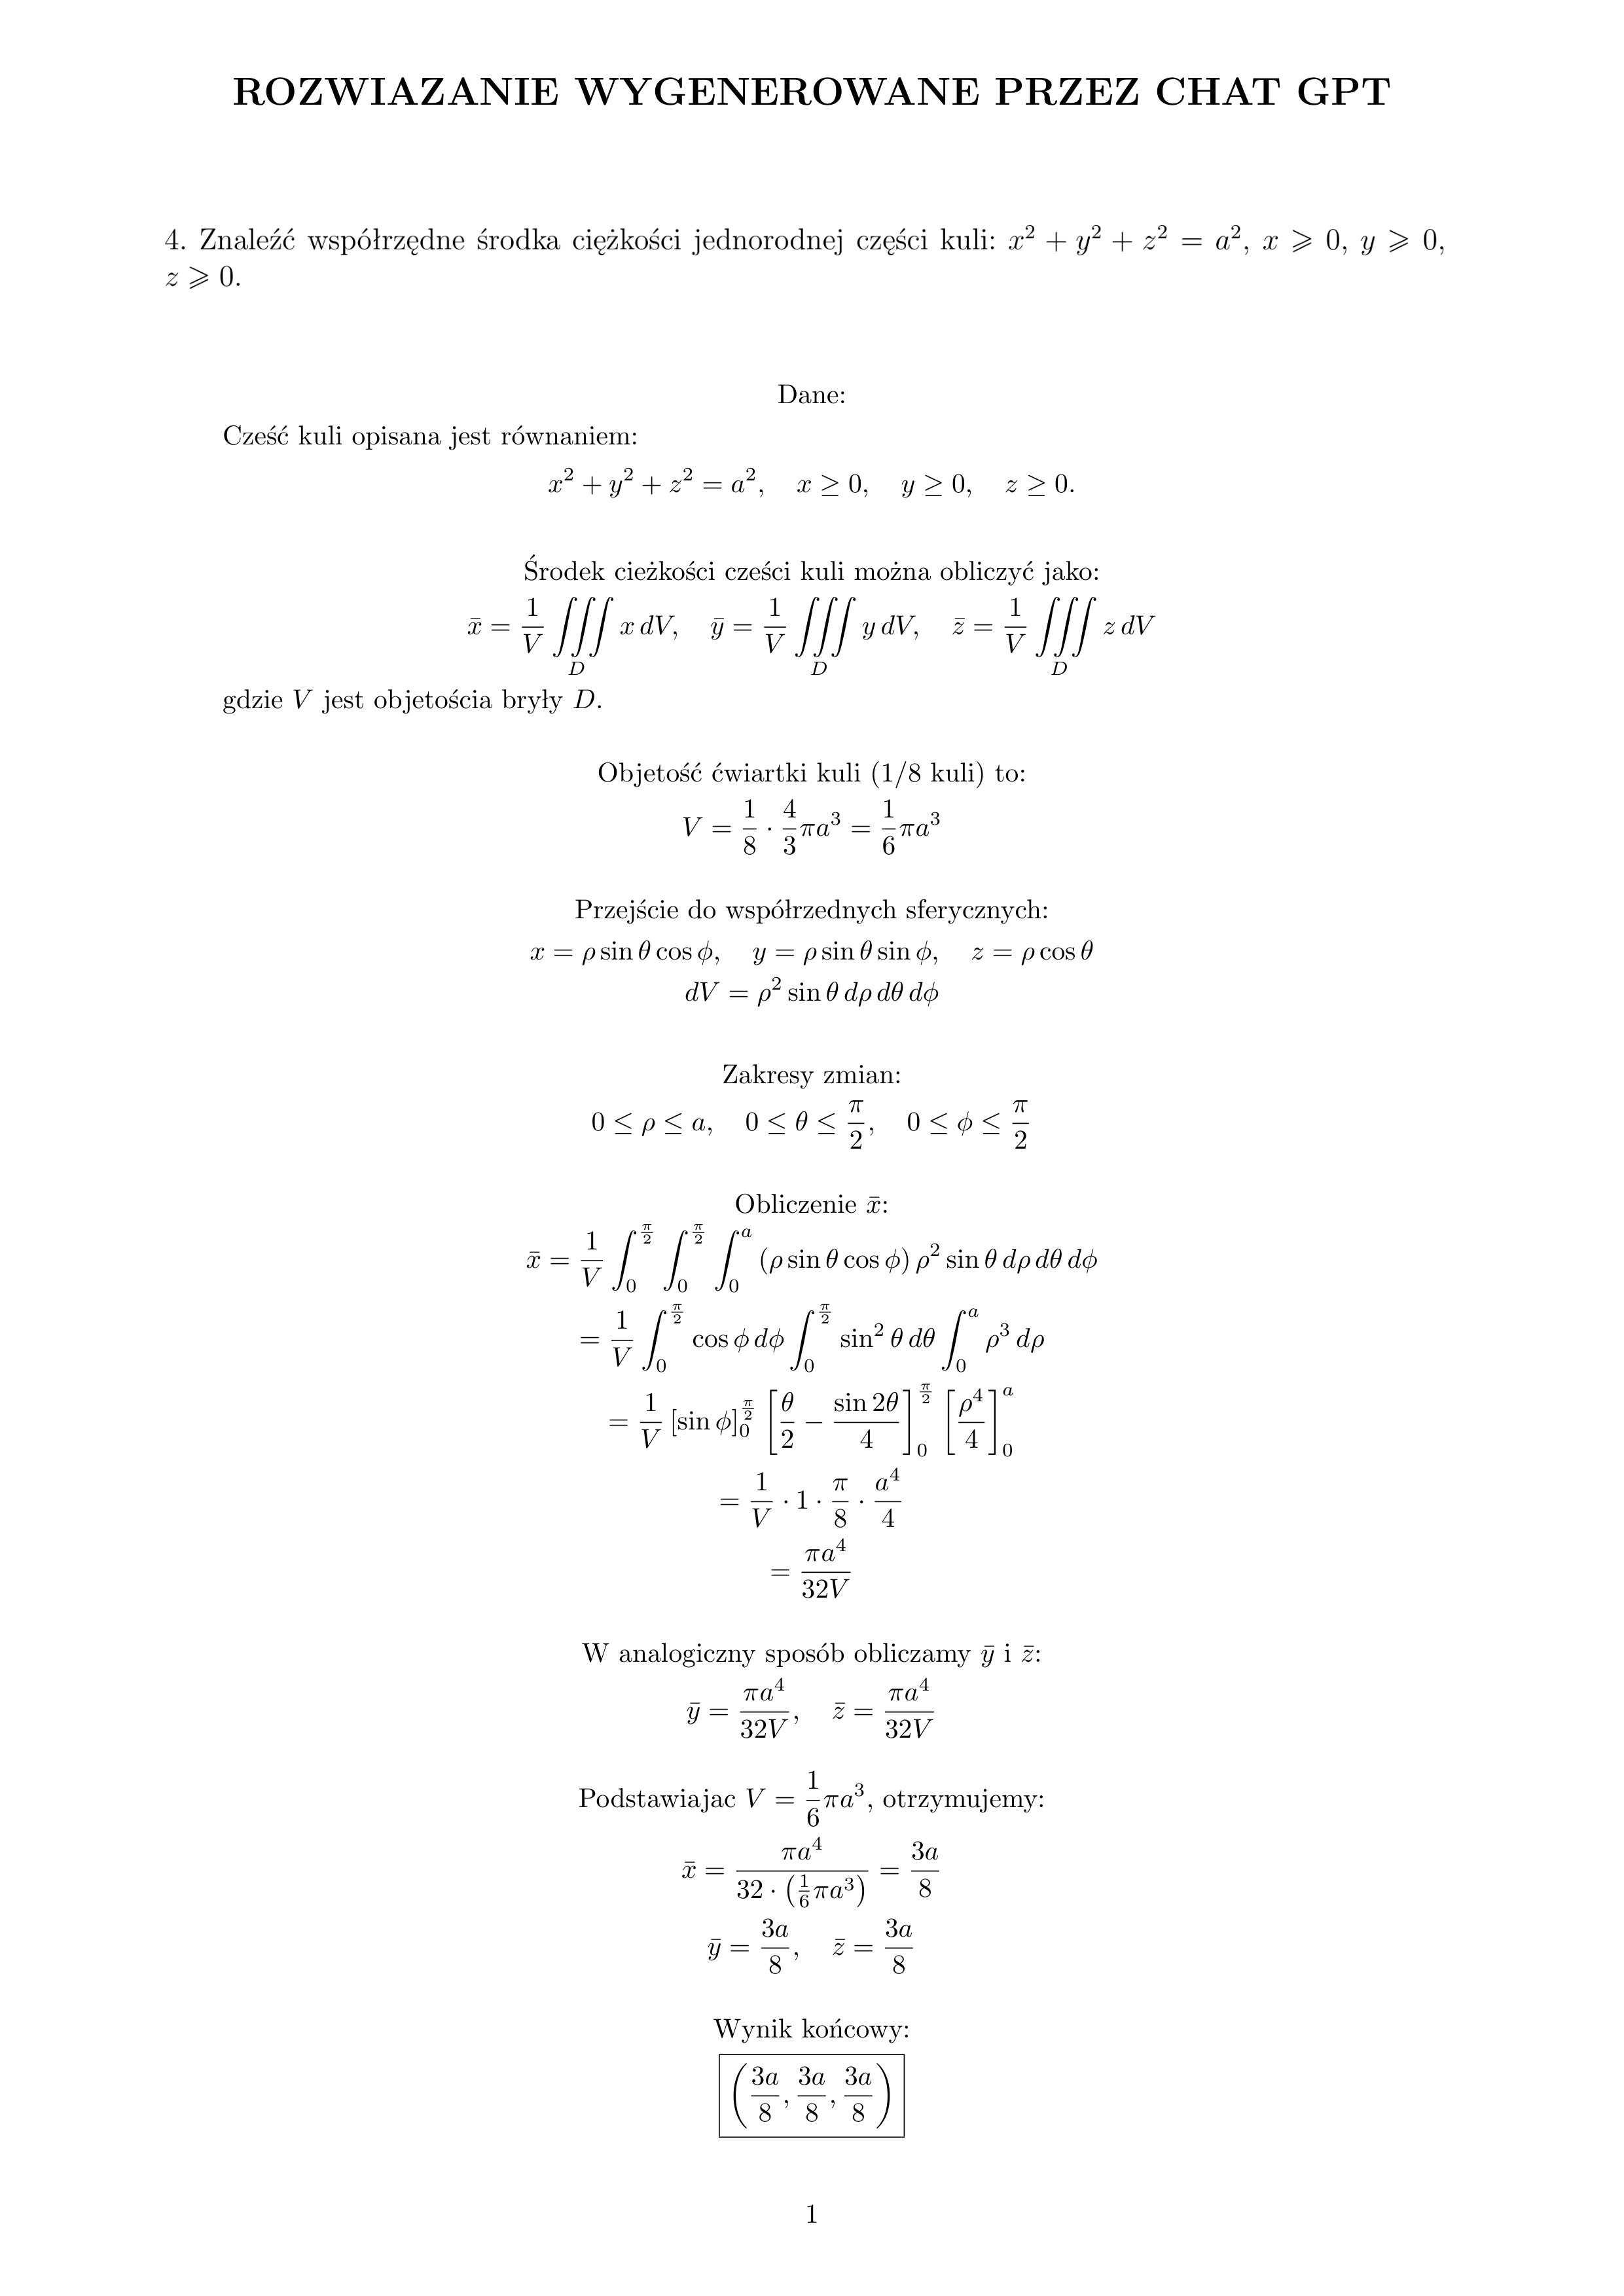 ROZWIAZANIE WYGENEROWANE PRZEZ CHAT GPT
4. Znaleźć współrzędne środka ciężkości jednorodnej części kuli: $x^2 + y^2 + z^2 = a^2$, $x \geqslant 0$, $y \geqslant 0$,
$z \geqslant 0$.
Dane:
Cześć kuli opisana jest równaniem:
$x^2 + y^2 + z^2 = a^2, \quad x \geq 0, \quad y \geq 0, \quad z \geq 0.$
Środek cieżkości cześci kuli można obliczyć jako:
$\bar{x} = \frac{1}{V} \iiint\limits_D x \, dV, \quad \bar{y} = \frac{1}{V} \iiint\limits_D y \, dV, \quad \bar{z} = \frac{1}{V} \iiint\limits_D z \, dV$
gdzie $V$ jest objetościa bryły $D$.
Objetość ćwiartki kuli (1/8 kuli) to:
$V = \frac{1}{8} \cdot \frac{4}{3} \pi a^3 = \frac{1}{6} \pi a^3$
Przejście do współrzednych sferycznych:
$x = \rho \sin\theta \cos\phi, \quad y = \rho \sin\theta \sin\phi, \quad z = \rho \cos\theta$
$dV = \rho^2 \sin\theta \, d\rho \, d\theta \, d\phi$
Zakresy zmian:
$0 \leq \rho \leq a, \quad 0 \leq \theta \leq \frac{\pi}{2}, \quad 0 \leq \phi \leq \frac{\pi}{2}$
Obliczenie $\bar{x}$:
$\bar{x} = \frac{1}{V} \int_0^{\frac{\pi}{2}} \int_0^{\frac{\pi}{2}} \int_0^a (\rho \sin\theta \cos\phi) \, \rho^2 \sin\theta \, d\rho \, d\theta \, d\phi$
$= \frac{1}{V} \int_0^{\frac{\pi}{2}} \cos\phi \, d\phi \int_0^{\frac{\pi}{2}} \sin^2\theta \, d\theta \int_0^a \rho^3 \, d\rho$
$= \frac{1}{V} [\sin\phi]_0^{\frac{\pi}{2}} \left[ \frac{\theta}{2} - \frac{\sin 2\theta}{4} \right]_0^{\frac{\pi}{2}} \left[ \frac{\rho^4}{4} \right]_0^a$
$= \frac{1}{V} \cdot 1 \cdot \frac{\pi}{8} \cdot \frac{a^4}{4}$
$= \frac{\pi a^4}{32V}$
W analogiczny sposób obliczamy $\bar{y}$ i $\bar{z}$:
$\bar{y} = \frac{\pi a^4}{32V}, \quad \bar{z} = \frac{\pi a^4}{32V}$
Podstawiajac $V = \frac{1}{6} \pi a^3$, otrzymujemy:
$\bar{x} = \frac{\pi a^4}{32 \cdot \left( \frac{1}{6} \pi a^3 \right)} = \frac{3a}{8}$
$\bar{y} = \frac{3a}{8}, \quad \bar{z} = \frac{3a}{8}$
Wynik końcowy:
$\left( \frac{3a}{8}, \frac{3a}{8}, \frac{3a}{8} \right)$
1